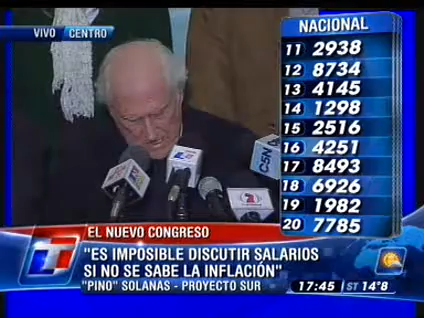 VIVO
CENTRO
NACIONAL
11 2938
12 8734
13 4145
14 1298
15 2516
16 4251
17 8493
18 6926
19 1982
20 7785
C5N
EL NUEVO CONGRESO
"ES IMPOSIBLE DISCUTIR SALARIOS
SI NO SE SABE LA INFLACIÓN"
"PINO" SOLANAS - PROYECTO SUR
17:45 ST 14°8